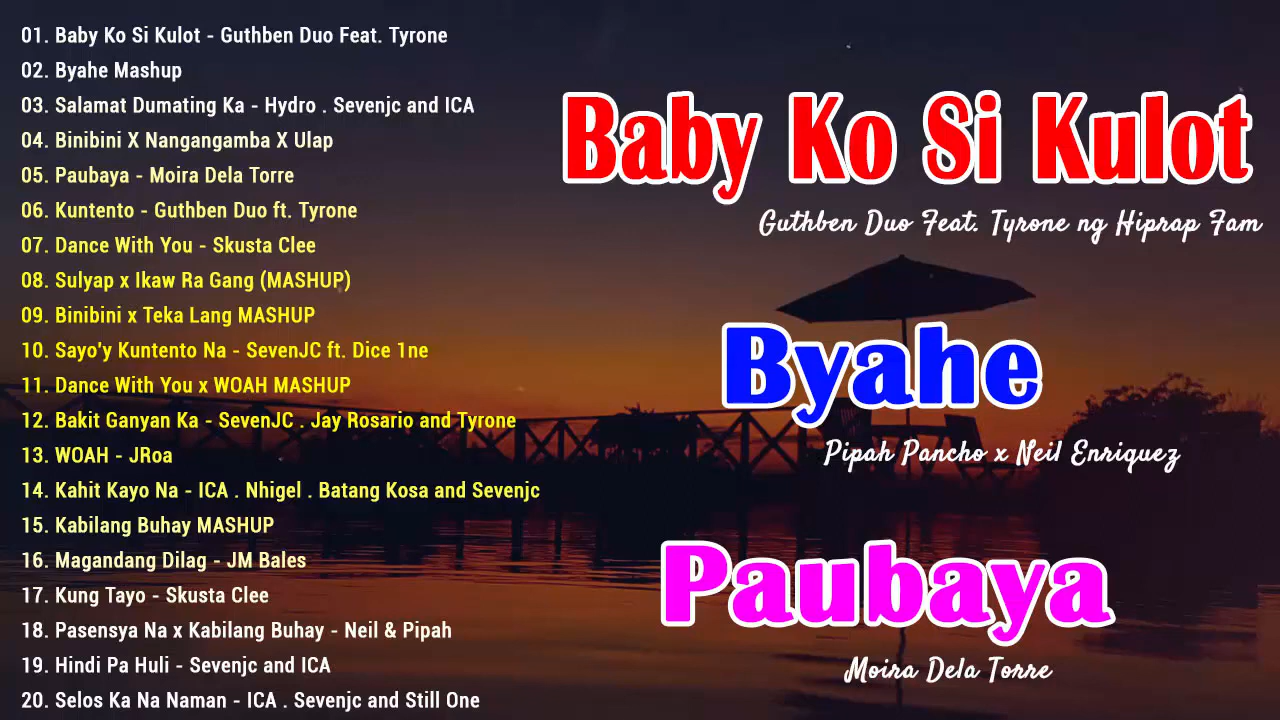 01. Baby Ko Si Kulot - Guthben Duo Feat. Tyrone
02. Byahe Mashup
03. Salamat Dumating Ka - Hydro . Sevenjc and ICA
04. Binibini X Nangangamba X Ulap
05. Paubaya - Moira Dela Torre
06. Kuntento - Guthben Duo ft. Tyrone
07. Dance With You - Skusta Clee
08. Sulyap x Ikaw Ra Gang (MASHUP)
09. Binibini x Teka Lang MASHUP
10. Sayo'y Kuntento Na - SevenJC ft. Dice 1ne
11. Dance With You x WOAH MASHUP
12. Bakit Ganyan Ka - SevenJC . Jay Rosario and Tyrone
13. WOAH - JRoa
14. Kahit Kayo Na - ICA . Nhigel . Batang Kosa and Sevenjc
15. Kabilang Buhay MASHUP
16. Magandang Dilag - JM Bales
17. Kung Tayo - Skusta Clee
18. Pasensya Na x Kabilang Buhay - Neil & Pipah
19. Hindi Pa Huli - Sevenjc and ICA
20. Selos Ka Na Naman - ICA . Sevenjc and Still One
Baby Ko Si Kulot
Guthben Duo Feat. Tyrone ng Hiprap Fam
Byahe
Pipah Pancho x Neil Enriquez
Paubaya
Moira Dela Torre